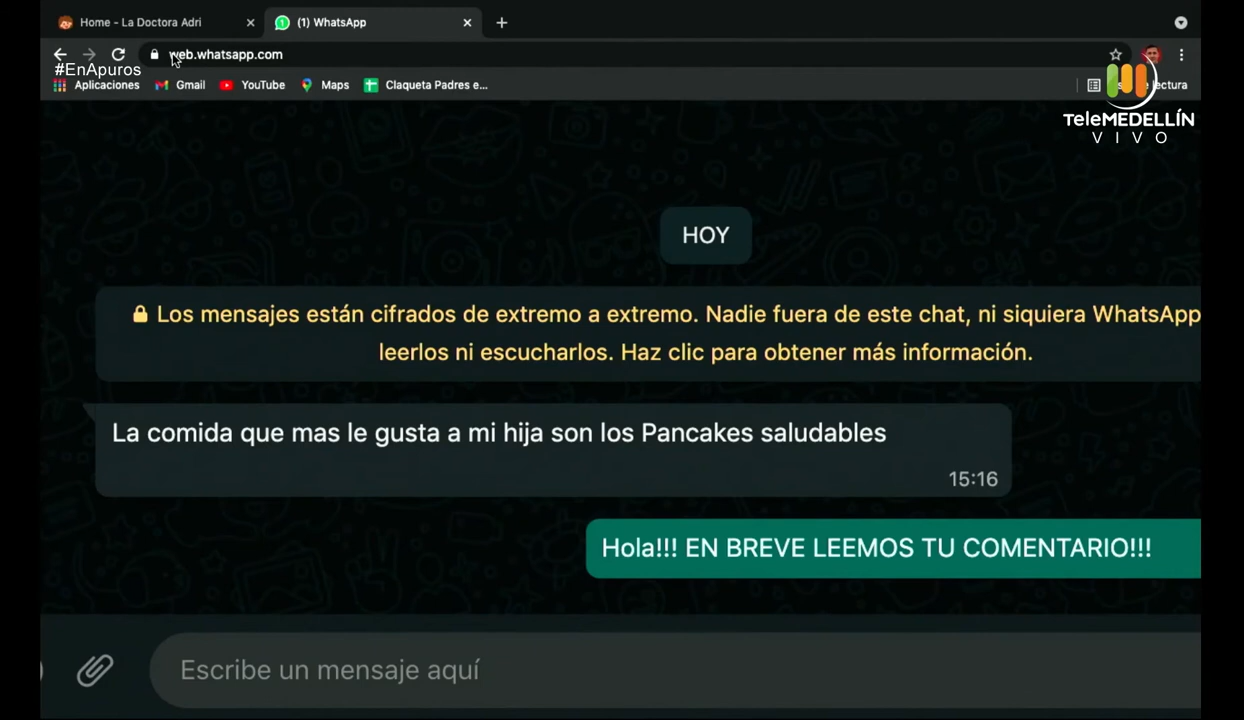 Home - La Doctora Adri
(1) WhatsApp
web.whatsapp.com
#EnApuros
Aplicaciones
Gmail
YouTube
Maps
Claqueta Padres e...
lectura
TeleMEDELLÍN
VIVO
HOY
Los mensajes están cifrados de extremo a extremo. Nadie fuera de este chat, ni siquiera WhatsApp
leerlos ni escucharlos. Haz clic para obtener más información.
La comida que mas le gusta a mi hija son los Pancakes saludables
15:16
Hola!!! EN BREVE LEEMOS TU COMENTARIO!!!
Escribe un mensaje aquí